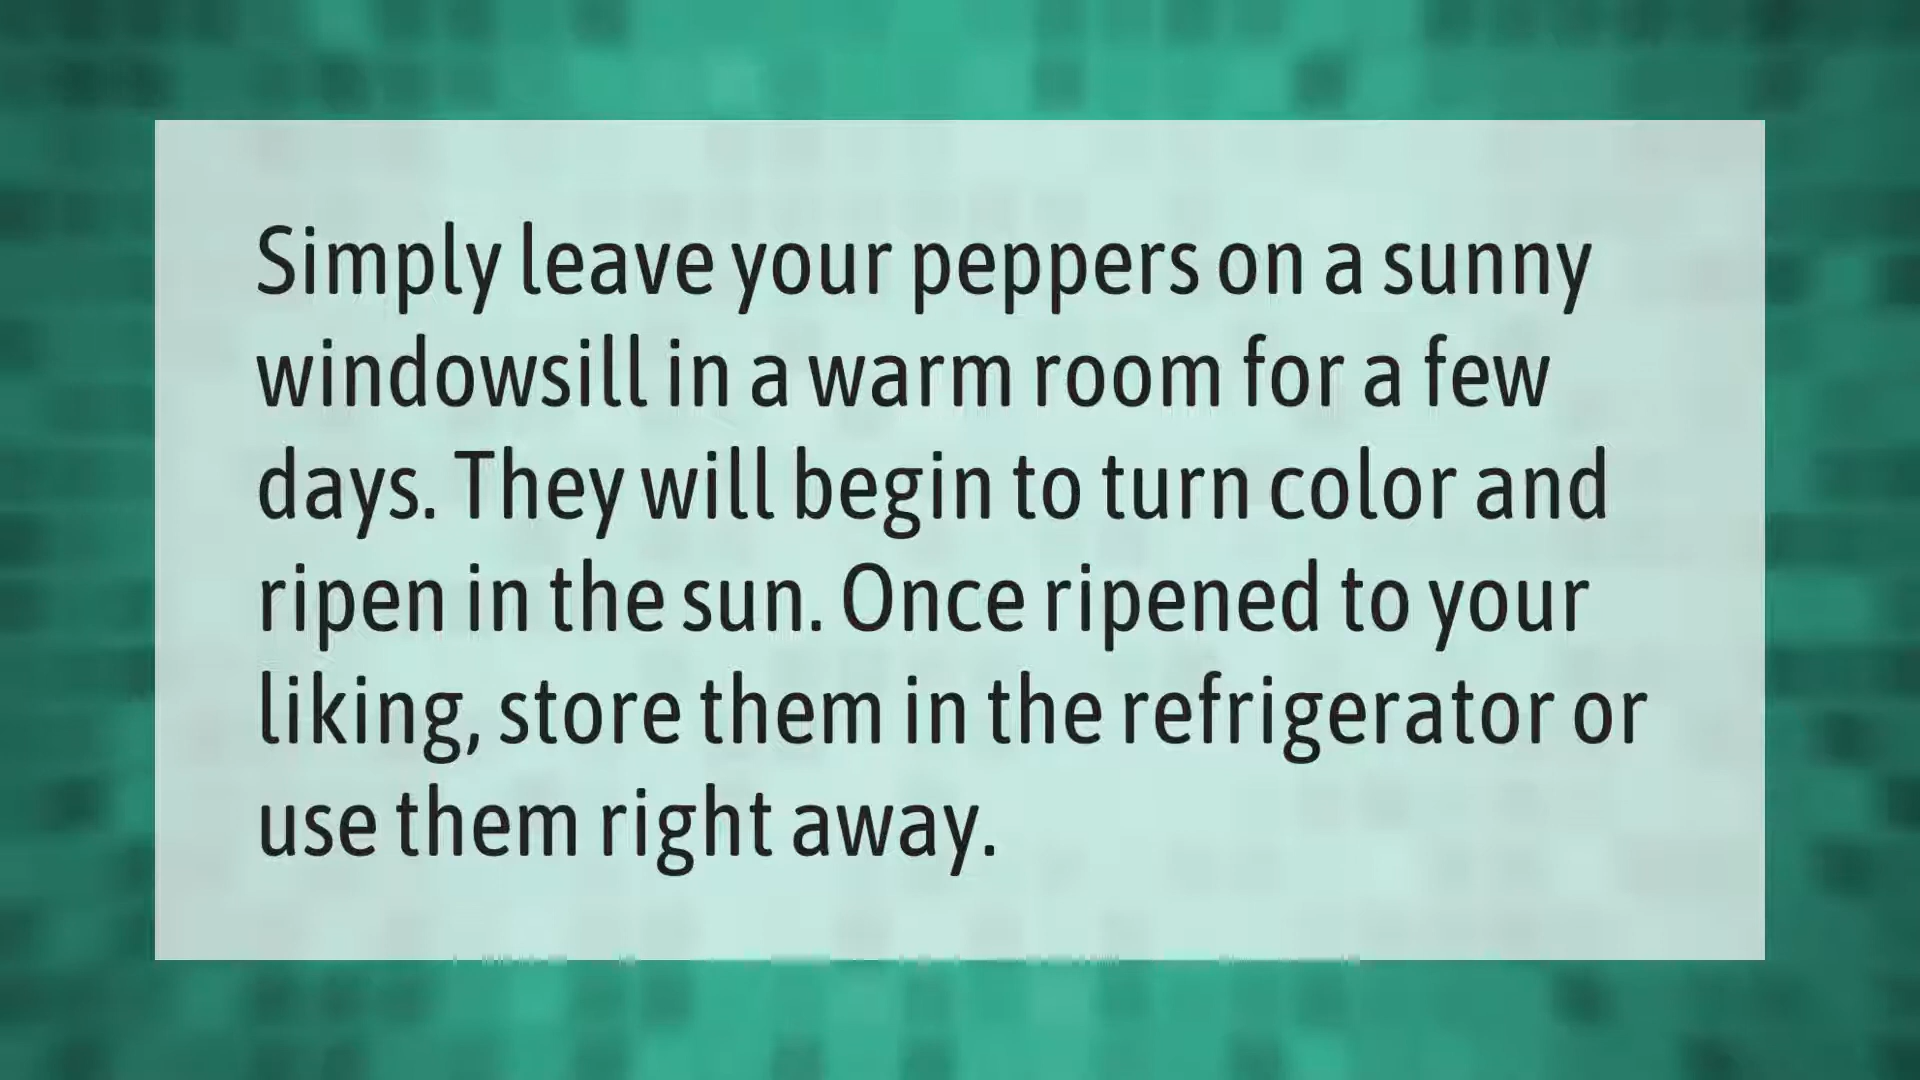 Simply leave your peppers on a sunny
windowsill in a warm room for a few
days. They will begin to turn color and
ripen in the sun. Once ripened to your
liking, store them in the refrigerator or
use them right away.